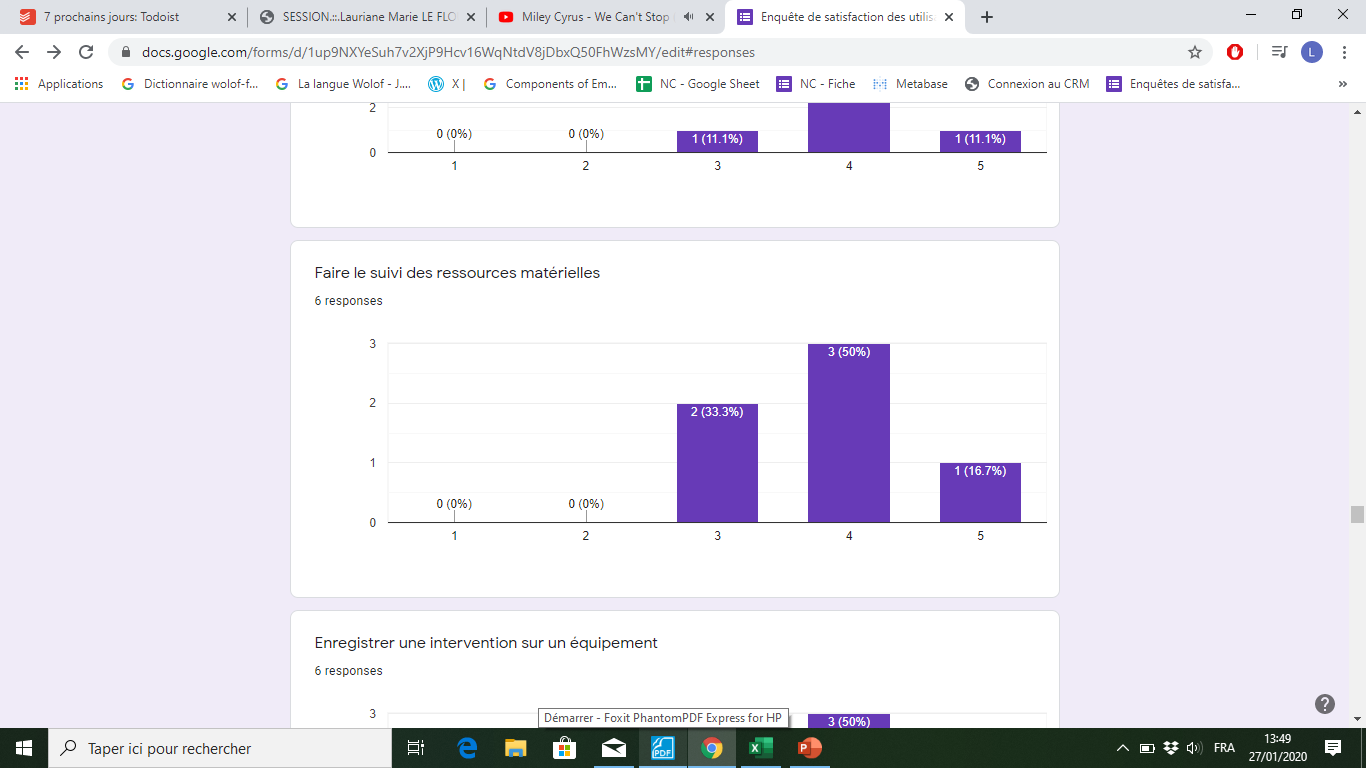 7 prochains jours: Todoist
SESSION.::.Lauriane Marie LE FLO
Miley Cyrus - We Can't Stop
Enquête de satisfaction des utilis
docs.google.com/forms/d/1up9NXYeSuh7v2XjP9Hcv16WqNtdV8jDbxQ50FhWzsMY/edit#responses
L
Applications
Dictionnaire wolof-f...
La langue Wolof - J....
X |
Components of Em...
NC - Google Sheet
NC - Fiche
Metabase
Connexion au CRM
Enquêtes de satisfa...
»
2
0 (0%)
0 (0%)
1 (11.1%)
1 (11.1%)
0
1 2 3 4 5
Faire le suivi des ressources matérielles
6 responses
3
3 (50%)
2
2 (33.3%)
1
1 (16.7%)
0 (0%)
0 (0%)
0
1 2 3 4 5
Enregistrer une intervention sur un équipement
6 responses
3
3 (50%)
Démarrer - Foxit PhantomPDF Express for HP
Taper ici pour rechercher
PDF
FRA
13:49
27/01/2020